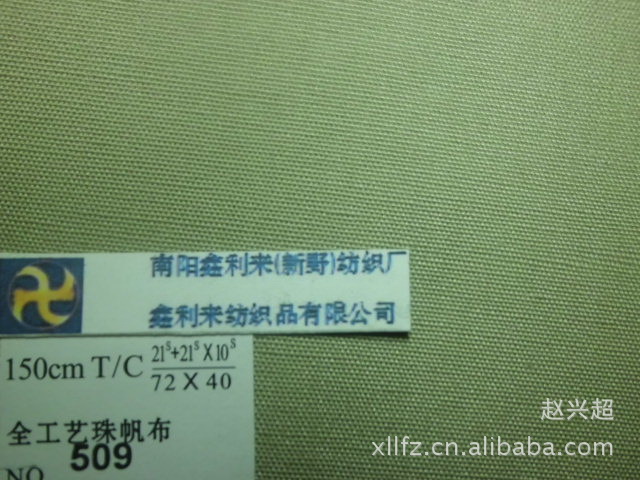 南阳鑫利来(新野)纺织厂
鑫利来纺织品有限公司
150cm T/C 21s+21s X 10s
72 X 40
全工艺珠帆布
NO 509
赵兴超
xllfz.cn.alibaba.com